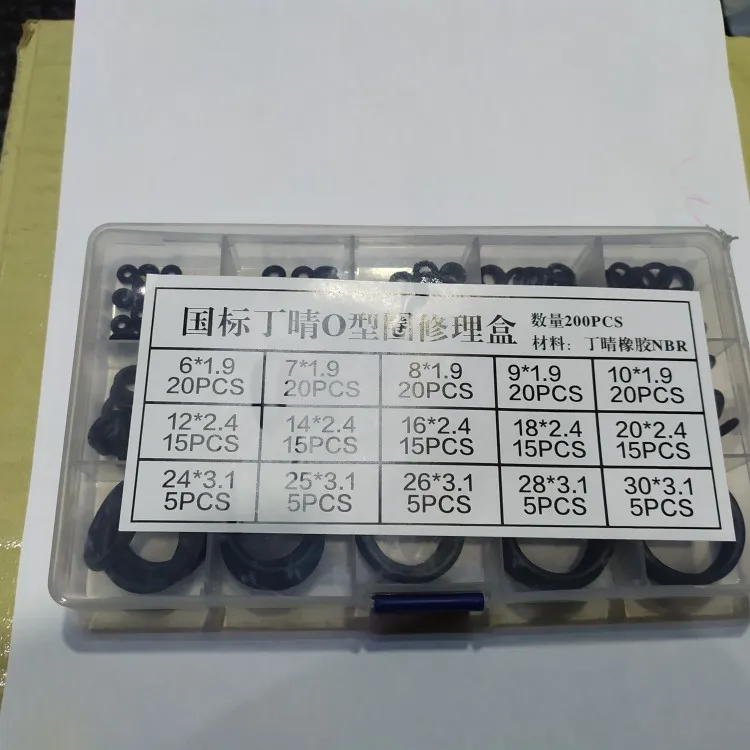 国标丁晴O型圈修理盒
数量200PCS
材料：丁晴橡胶NBR
6*1.9 7*1.9 8*1.9 9*1.9 10*1.9
20PCS 20PCS 20PCS 20PCS 20PCS
12*2.4 14*2.4 16*2.4 18*2.4 20*2.4
15PCS 15PCS 15PCS 15PCS 15PCS
24*3.1 25*3.1 26*3.1 28*3.1 30*3.1
5PCS 5PCS 5PCS 5PCS 5PCS